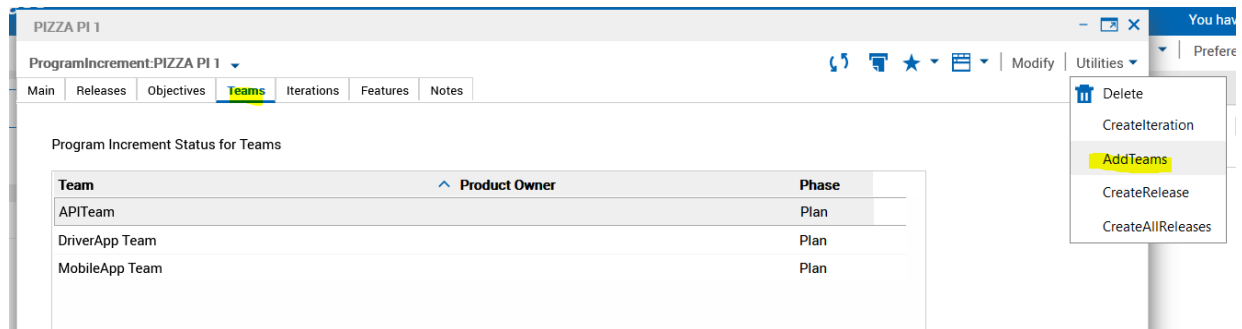 PIZZA PI 1
You hav
ProgramIncrement:PIZZA PI 1
Modify
Utilities
Prefere
Main Releases Objectives Teams Iterations Features Notes
Delete
CreateIteration
AddTeams
CreateRelease
CreateAllReleases
Program Increment Status for Teams
Team Product Owner Phase
APITeam Plan
DriverApp Team Plan
MobileApp Team Plan